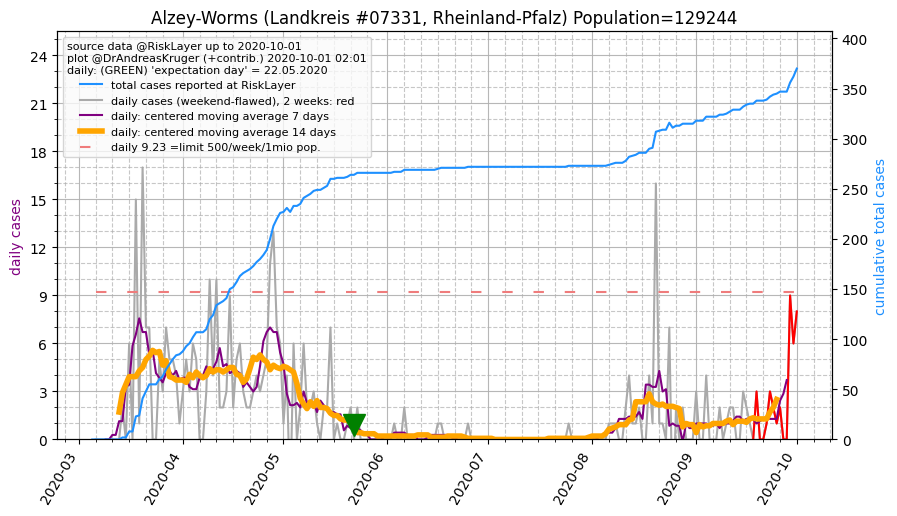 Alzey-Worms (Landkreis #07331, Rheinland-Pfalz) Population=129244
source data @RiskLayer up to 2020-10-01
plot @DrAndreasKruger (+contrib.) 2020-10-01 02:01
daily: (GREEN) 'expectation day' = 22.05.2020
total cases reported at RiskLayer
daily cases (weekend-flawed), 2 weeks: red
daily: centered moving average 7 days
daily: centered moving average 14 days
daily 9.23 =limit 500/week/1mio pop.
daily cases
24
21
18
15
12
9
6
3
0
cumulative total cases
400
350
300
250
200
150
100
50
0
2020-03
2020-04
2020-05
2020-06
2020-07
2020-08
2020-09
2020-10